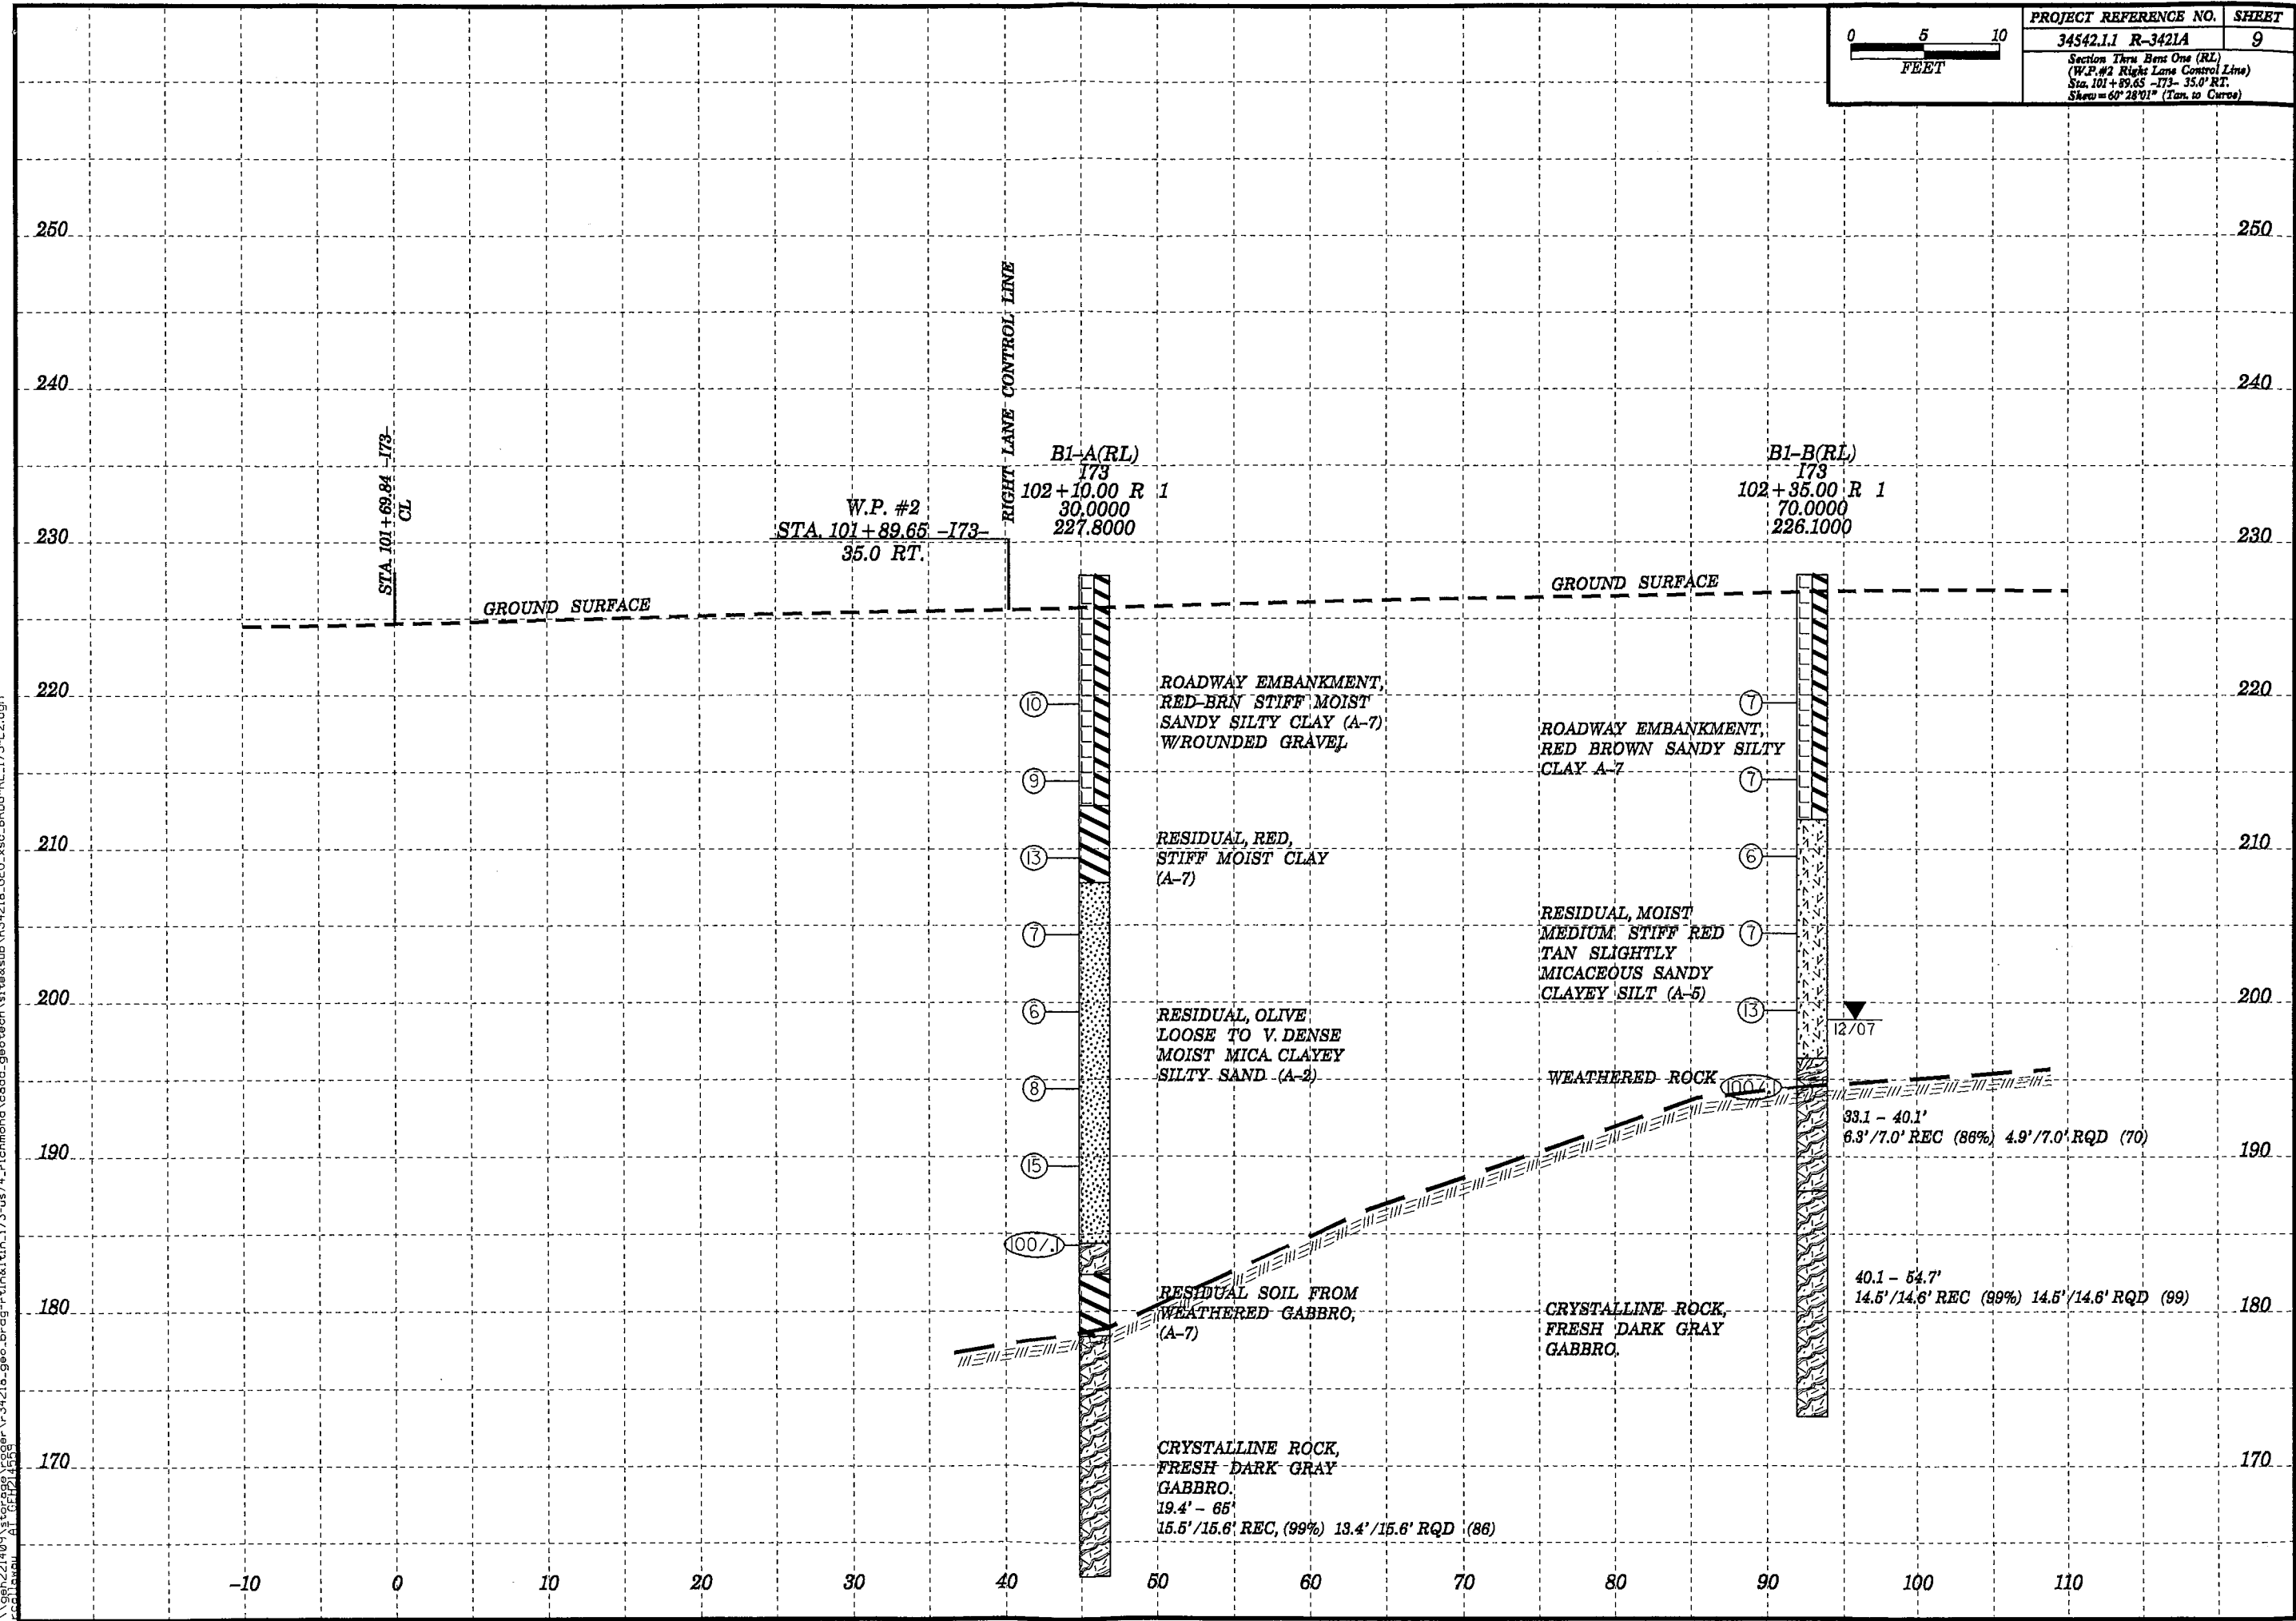 PROJECT REFERENCE NO. SHEET
34542.1.1 R-3421A 9
Section Thru Bent One (RL)
(W.P.#2 Right Lane Control Line)
Sta. 101+89.65 -I73- 35.0' RT.
Skew=60°28'01" (Tan. to Curve)
0 5 10
FEET
250 250
240 240
230 230
220 220
210 210
200 200
190 190
180 180
170 170
STA. 101+69.84 -I73-
CL
RIGHT LANE CONTROL LINE
W.P. #2
STA. 101+89.65 -I73-
35.0 RT.
B1-A(RL)
I73
102+10.00 R 1
30.0000
227.8000
B1-B(RL)
I73
102+35.00 R 1
70.0000
226.1000
GROUND SURFACE
GROUND SURFACE
10
9
13
7
6
8
15
100/.1
ROADWAY EMBANKMENT,
RED-BRN STIFF MOIST
SANDY SILTY CLAY (A-7)
W/ROUNDED GRAVEL
RESIDUAL, RED,
STIFF MOIST CLAY
(A-7)
RESIDUAL, OLIVE
LOOSE TO V. DENSE
MOIST MICA. CLAYEY
SILTY SAND (A-2)
RESIDUAL SOIL FROM
WEATHERED GABBRO,
(A-7)
CRYSTALLINE ROCK,
FRESH DARK GRAY
GABBRO.
19.4' - 65'
15.5'/15.6' REC, (99%) 13.4'/15.6' RQD (86)
ROADWAY EMBANKMENT,
RED BROWN SANDY SILTY
CLAY A-7
RESIDUAL, MOIST
MEDIUM STIFF RED
TAN SLIGHTLY
MICACEOUS SANDY
CLAYEY SILT (A-5)
WEATHERED ROCK
CRYSTALLINE ROCK,
FRESH DARK GRAY
GABBRO.
7
7
6
7
13
100/.1
12/07
33.1 - 40.1'
6.3'/7.0' REC (86%) 4.9'/7.0' RQD (70)
40.1 - 54.7'
14.5'/14.6' REC (99%) 14.5'/14.6' RQD (99)
-10 0 10 20 30 40 50 60 70 80 90 100 110